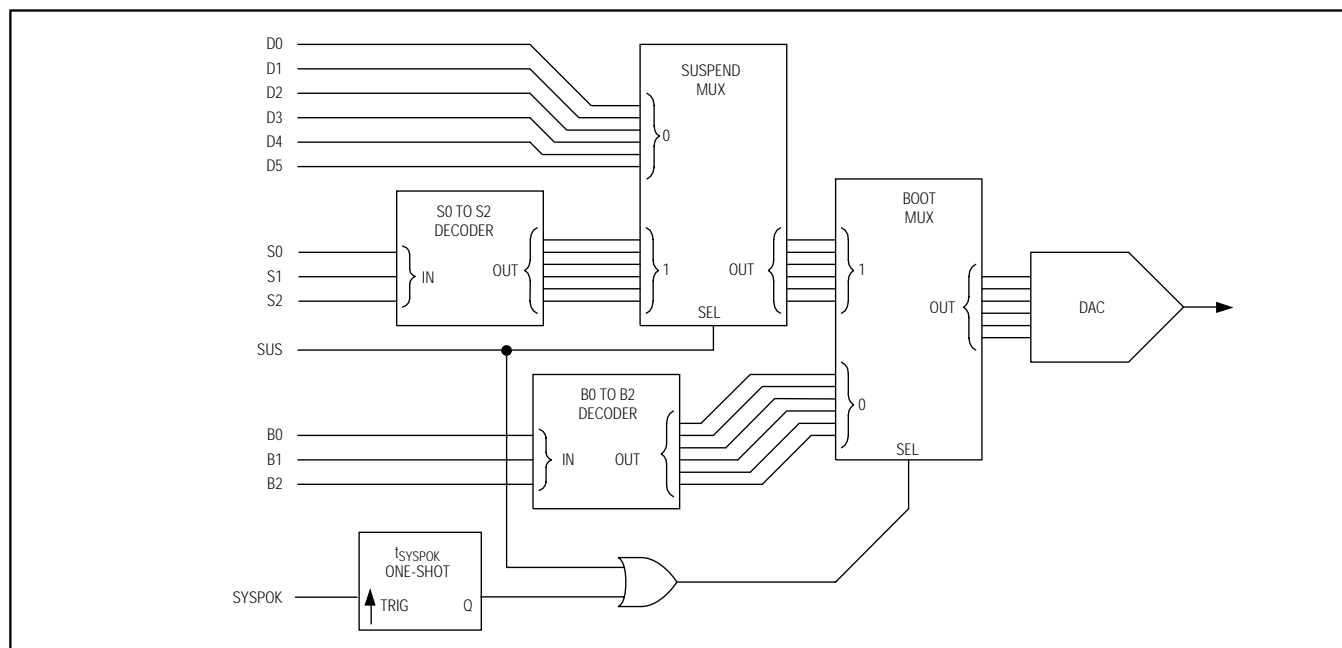 D0
D1
D2
D3
D4
D5
SUSPEND
MUX
0
S0 TO S2
DECODER
S0
S1
S2
IN
OUT
1
OUT
SEL
BOOT
MUX
1
OUT
DAC
SUS
B0 TO B2
DECODER
0
B0
B1
B2
IN
OUT
SEL
tSYSPOK
ONE-SHOT
SYSPOK
TRIG
Q